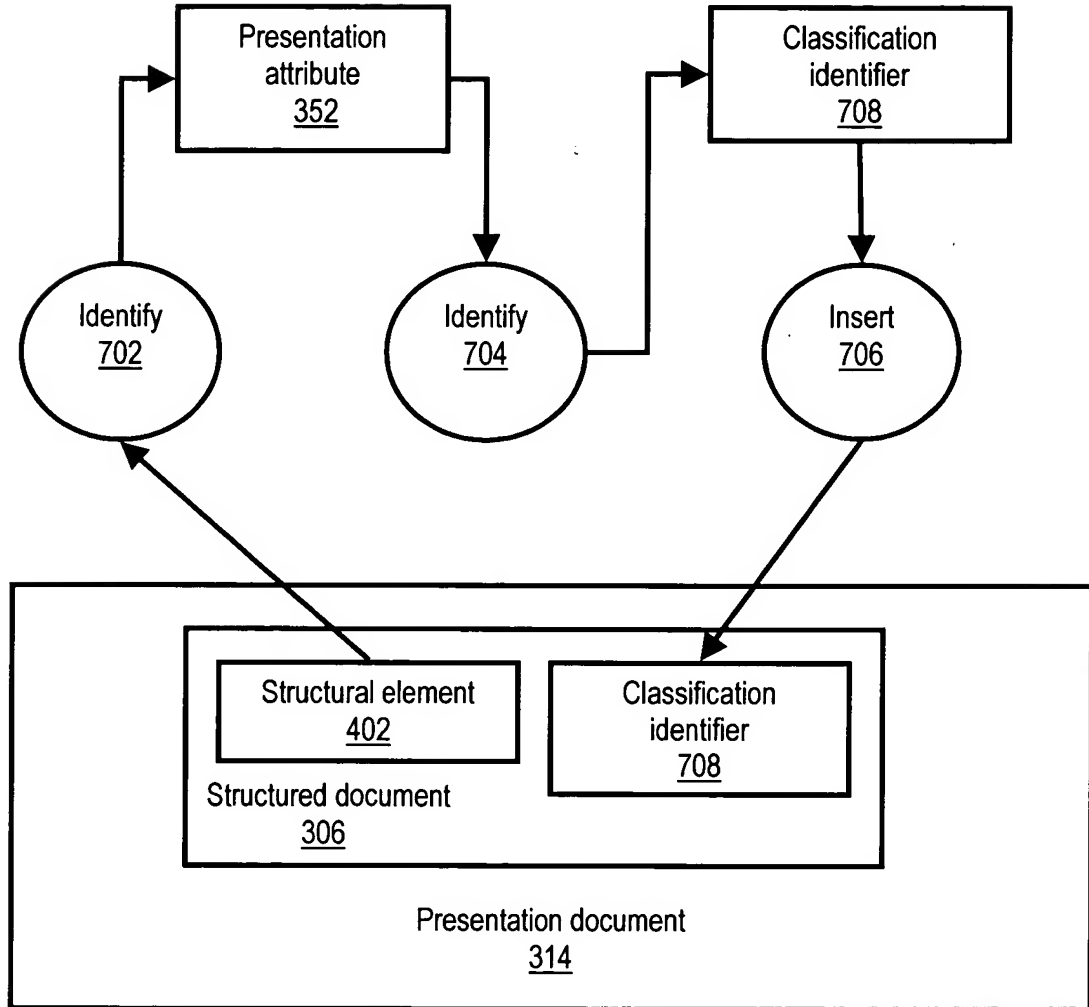 Presentation
attribute
352
Classification
identifier
708
Identify
702
Identify
704
Insert
706
Structural element
402
Classification
identifier
708
Structured document
306
Presentation document
314